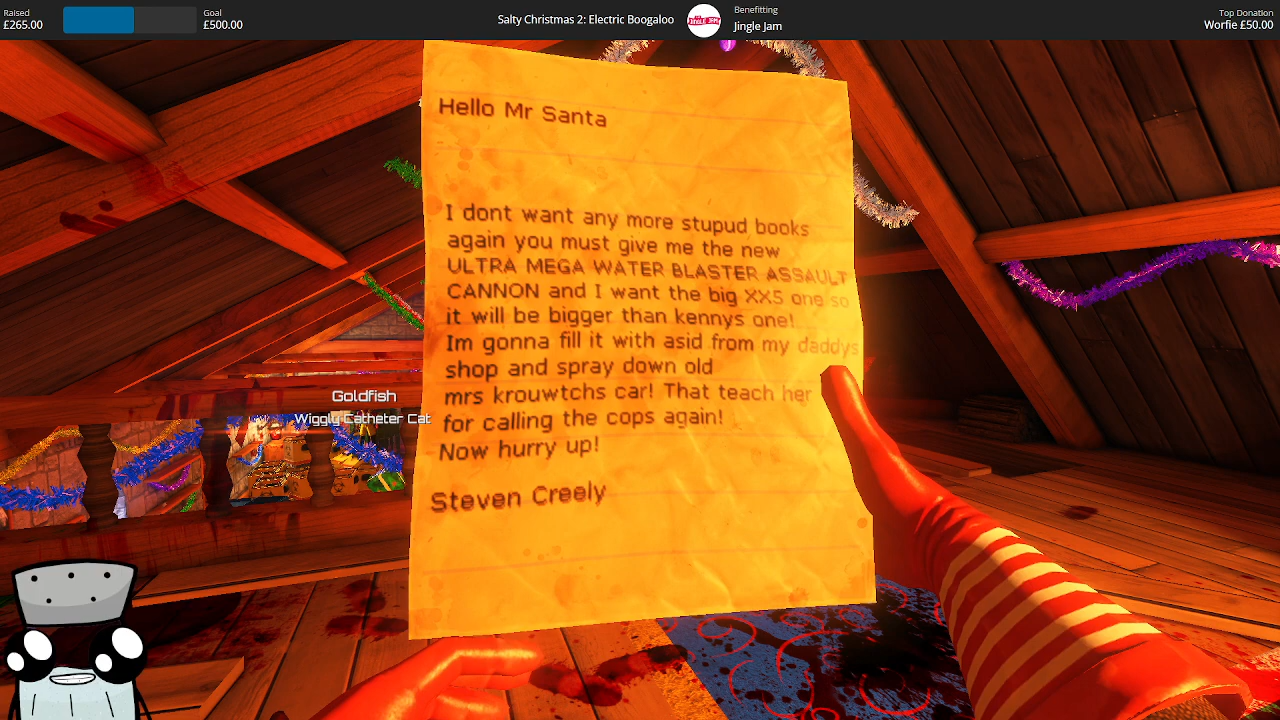 Raised
£265.00
Goal
£500.00
Salty Christmas 2: Electric Boogaloo
JINGLE JAM
Benefitting
Jingle Jam
Top Donation
Worfie £50.00
Hello Mr Santa
I dont want any more stupud books
again you must give me the new
ULTRA MEGA WATER BLASTER ASSAULT
CANNON and I want the big XX5 one so
it will be bigger than kennys one!
Im gonna fill it with asid from my daddys
shop and spray down old
mrs krouwtchs car! That teach her
for calling the cops again!
Now hurry up!
Steven Creely
Goldfish
Wiggly Catheter Cat